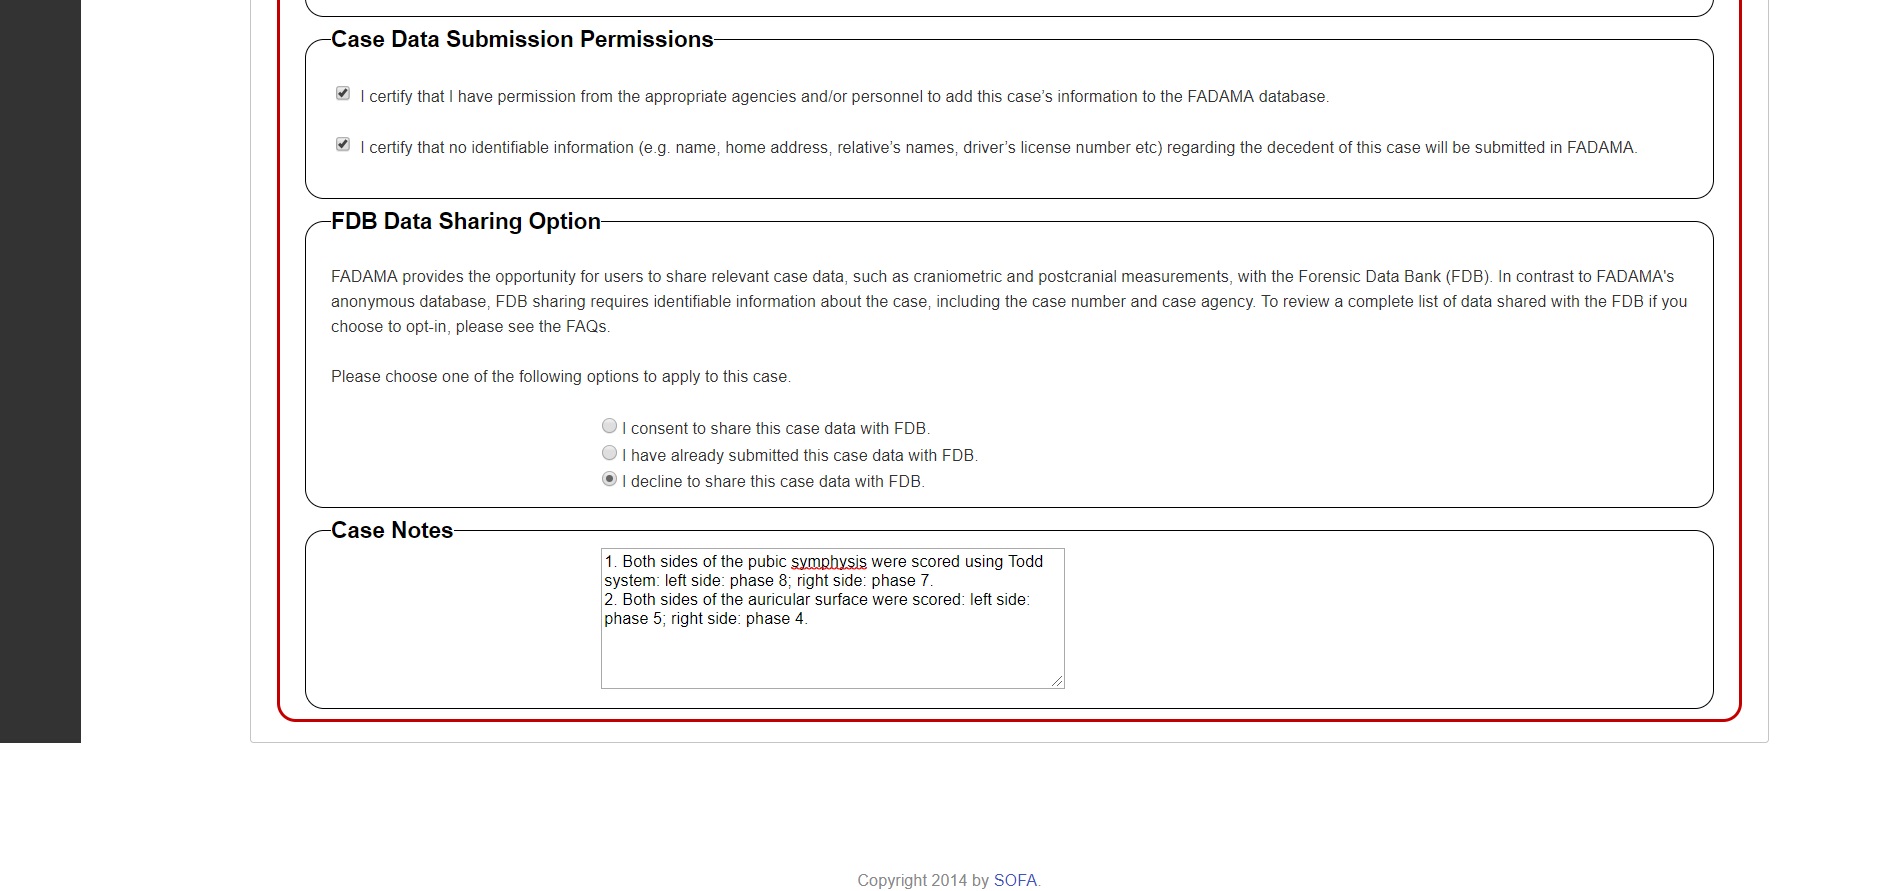 Case Data Submission Permissions
I certify that I have permission from the appropriate agencies and/or personnel to add this case’s information to the FADAMA database.
I certify that no identifiable information (e.g. name, home address, relative’s names, driver’s license number etc) regarding the decedent of this case will be submitted in FADAMA.
FDB Data Sharing Option
FADAMA provides the opportunity for users to share relevant case data, such as craniometric and postcranial measurements, with the Forensic Data Bank (FDB). In contrast to FADAMA's
anonymous database, FDB sharing requires identifiable information about the case, including the case number and case agency. To review a complete list of data shared with the FDB if you
choose to opt-in, please see the FAQs.
Please choose one of the following options to apply to this case.
I consent to share this case data with FDB.
I have already submitted this case data with FDB.
I decline to share this case data with FDB.
Case Notes
1. Both sides of the pubic symphysis were scored using Todd
system: left side: phase 8; right side: phase 7.
2. Both sides of the auricular surface were scored: left side:
phase 5; right side: phase 4.
Copyright 2014 by SOFA.